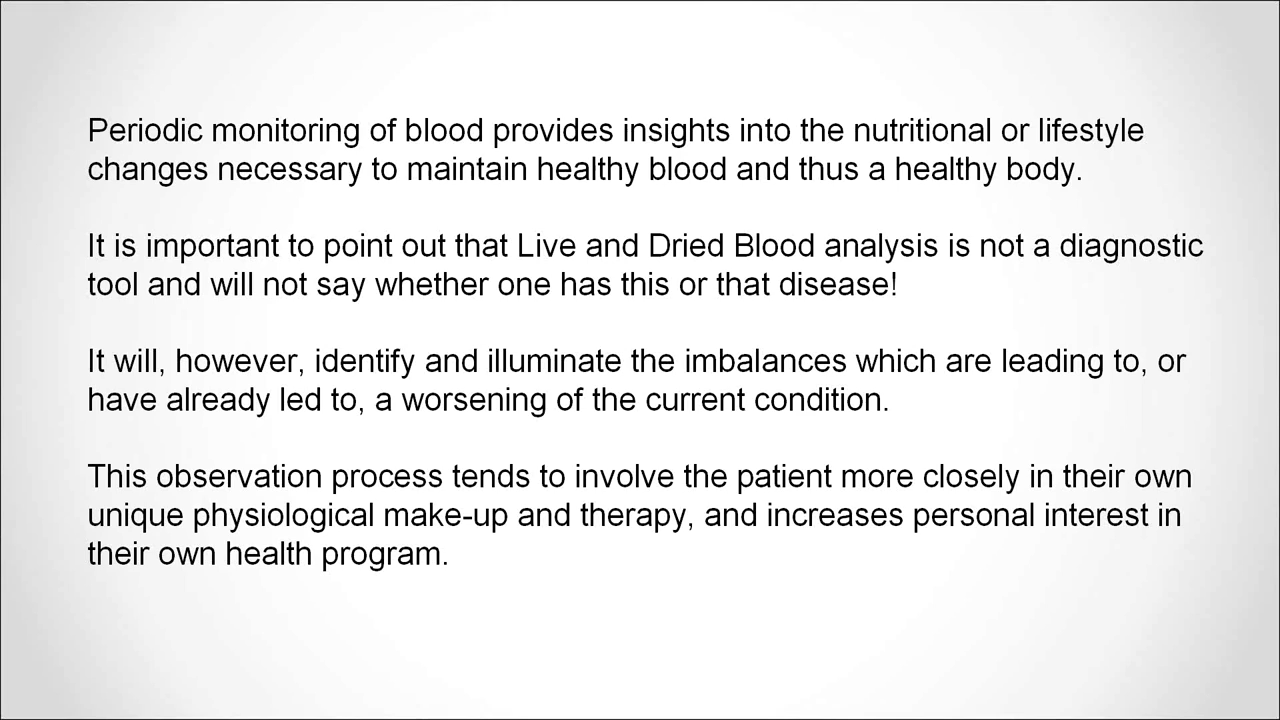 Periodic monitoring of blood provides insights into the nutritional or lifestyle
changes necessary to maintain healthy blood and thus a healthy body.
It is important to point out that Live and Dried Blood analysis is not a diagnostic
tool and will not say whether one has this or that disease!
It will, however, identify and illuminate the imbalances which are leading to, or
have already led to, a worsening of the current condition.
This observation process tends to involve the patient more closely in their own
unique physiological make-up and therapy, and increases personal interest in
their own health program.